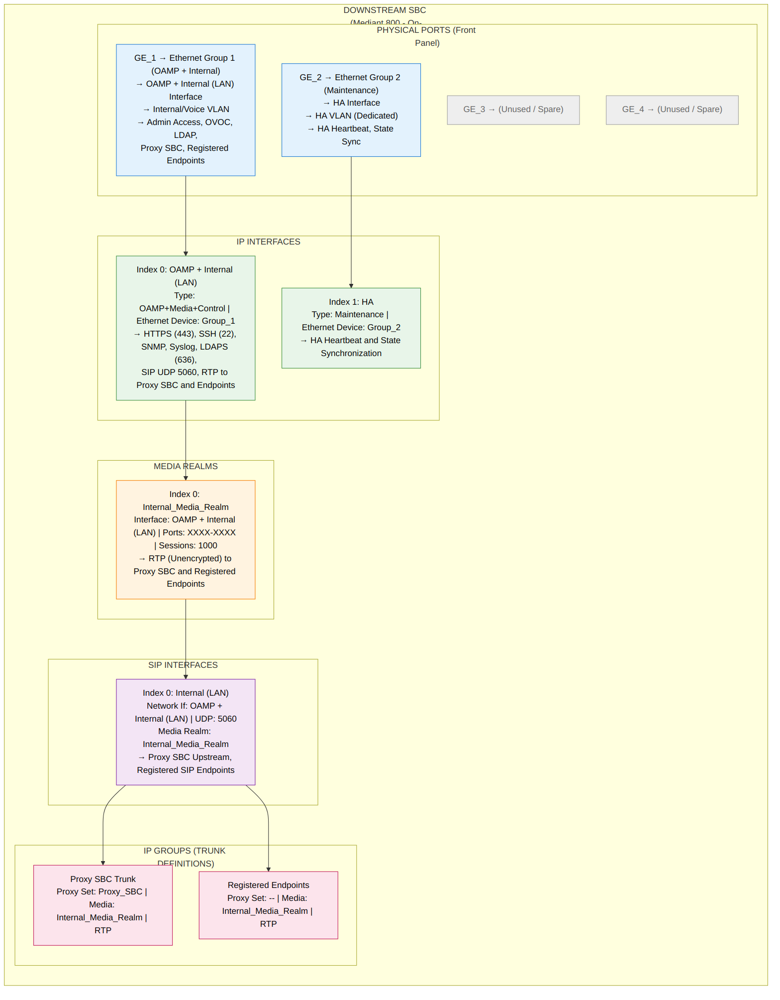 DOWNSTREAM SBC
(Mediant 800 - On-
PHYSICAL PORTS (Front
Panel)
GE_1 → Ethernet Group 1
(OAMP + Internal)
→ OAMP + Internal (LAN)
Interface
→ Internal/Voice VLAN
→ Admin Access, OVOC,
LDAP,
Proxy SBC, Registered
Endpoints
GE_2 → Ethernet Group 2
(Maintenance)
→ HA Interface
→ HA VLAN (Dedicated)
→ HA Heartbeat, State
Sync
GE_3 → (Unused / Spare)
GE_4 → (Unused / Spare)
IP INTERFACES
Index 0: OAMP + Internal
(LAN)
Type:
OAMP+Media+Control |
Ethernet Device: Group_1
→ HTTPS (443), SSH (22),
SNMP, Syslog, LDAPS
(636),
SIP UDP 5060, RTP to
Proxy SBC and Endpoints
Index 1: HA
Type: Maintenance |
Ethernet Device: Group_2
→ HA Heartbeat and State
Synchronization
MEDIA REALMS
Index 0:
Internal_Media_Realm
Interface: OAMP + Internal
(LAN) | Ports: XXXX-XXXX
| Sessions: 1000
→ RTP (Unencrypted) to
Proxy SBC and Registered
Endpoints
SIP INTERFACES
Index 0: Internal (LAN)
Network If: OAMP +
Internal (LAN) | UDP: 5060
Media Realm:
Internal_Media_Realm
→ Proxy SBC Upstream,
Registered SIP Endpoints
IP GROUPS (TRUNK
DEFINITIONS)
Proxy SBC Trunk
Proxy Set: Proxy_SBC |
Media:
Internal_Media_Realm |
RTP
Registered Endpoints
Proxy Set: -- | Media:
Internal_Media_Realm |
RTP